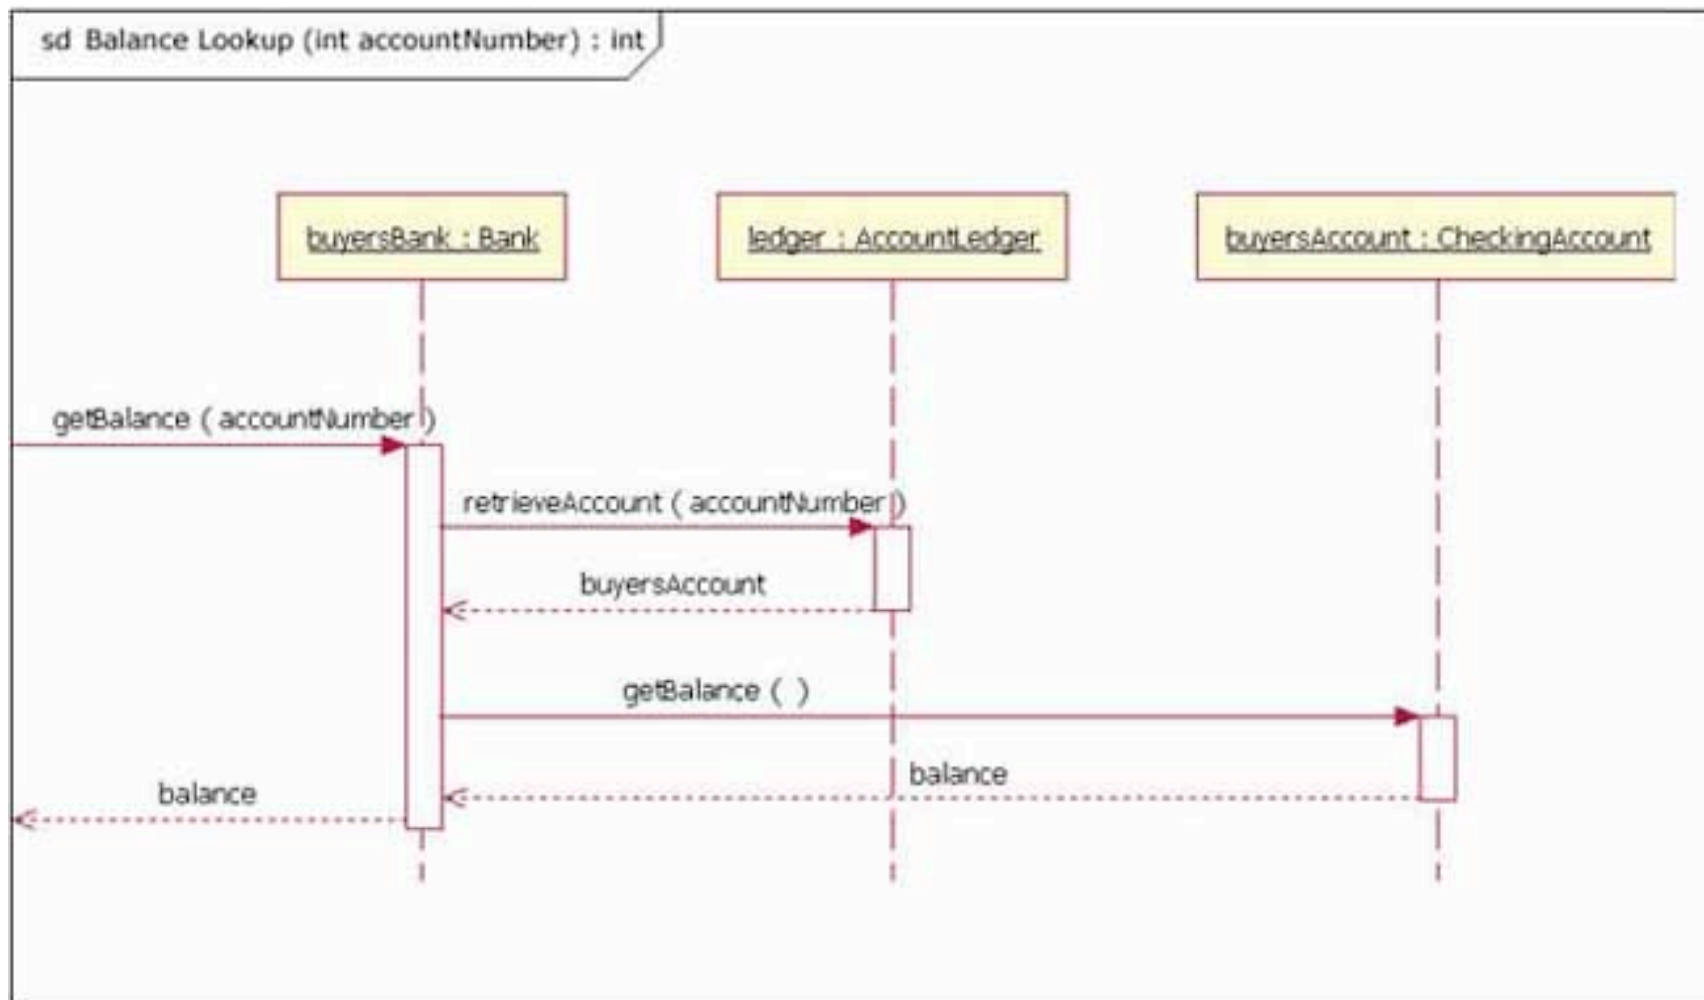 sd Balance Lookup (int accountNumber) : int
buyersBank : Bank
ledger : AccountLedger
buyersAccount : CheckingAccount
getBalance ( accountNumber )
retrieveAccount ( accountNumber )
buyersAccount
getBalance ( )
balance
balance